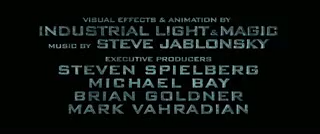 VISUAL EFFECTS & ANIMATION BY
INDUSTRIAL LIGHT & MAGIC
MUSIC BY STEVE JABLONSKY
EXECUTIVE PRODUCERS
STEVEN SPIELBERG
MICHAEL BAY
BRIAN GOLDNER
MARK VAHRADIAN